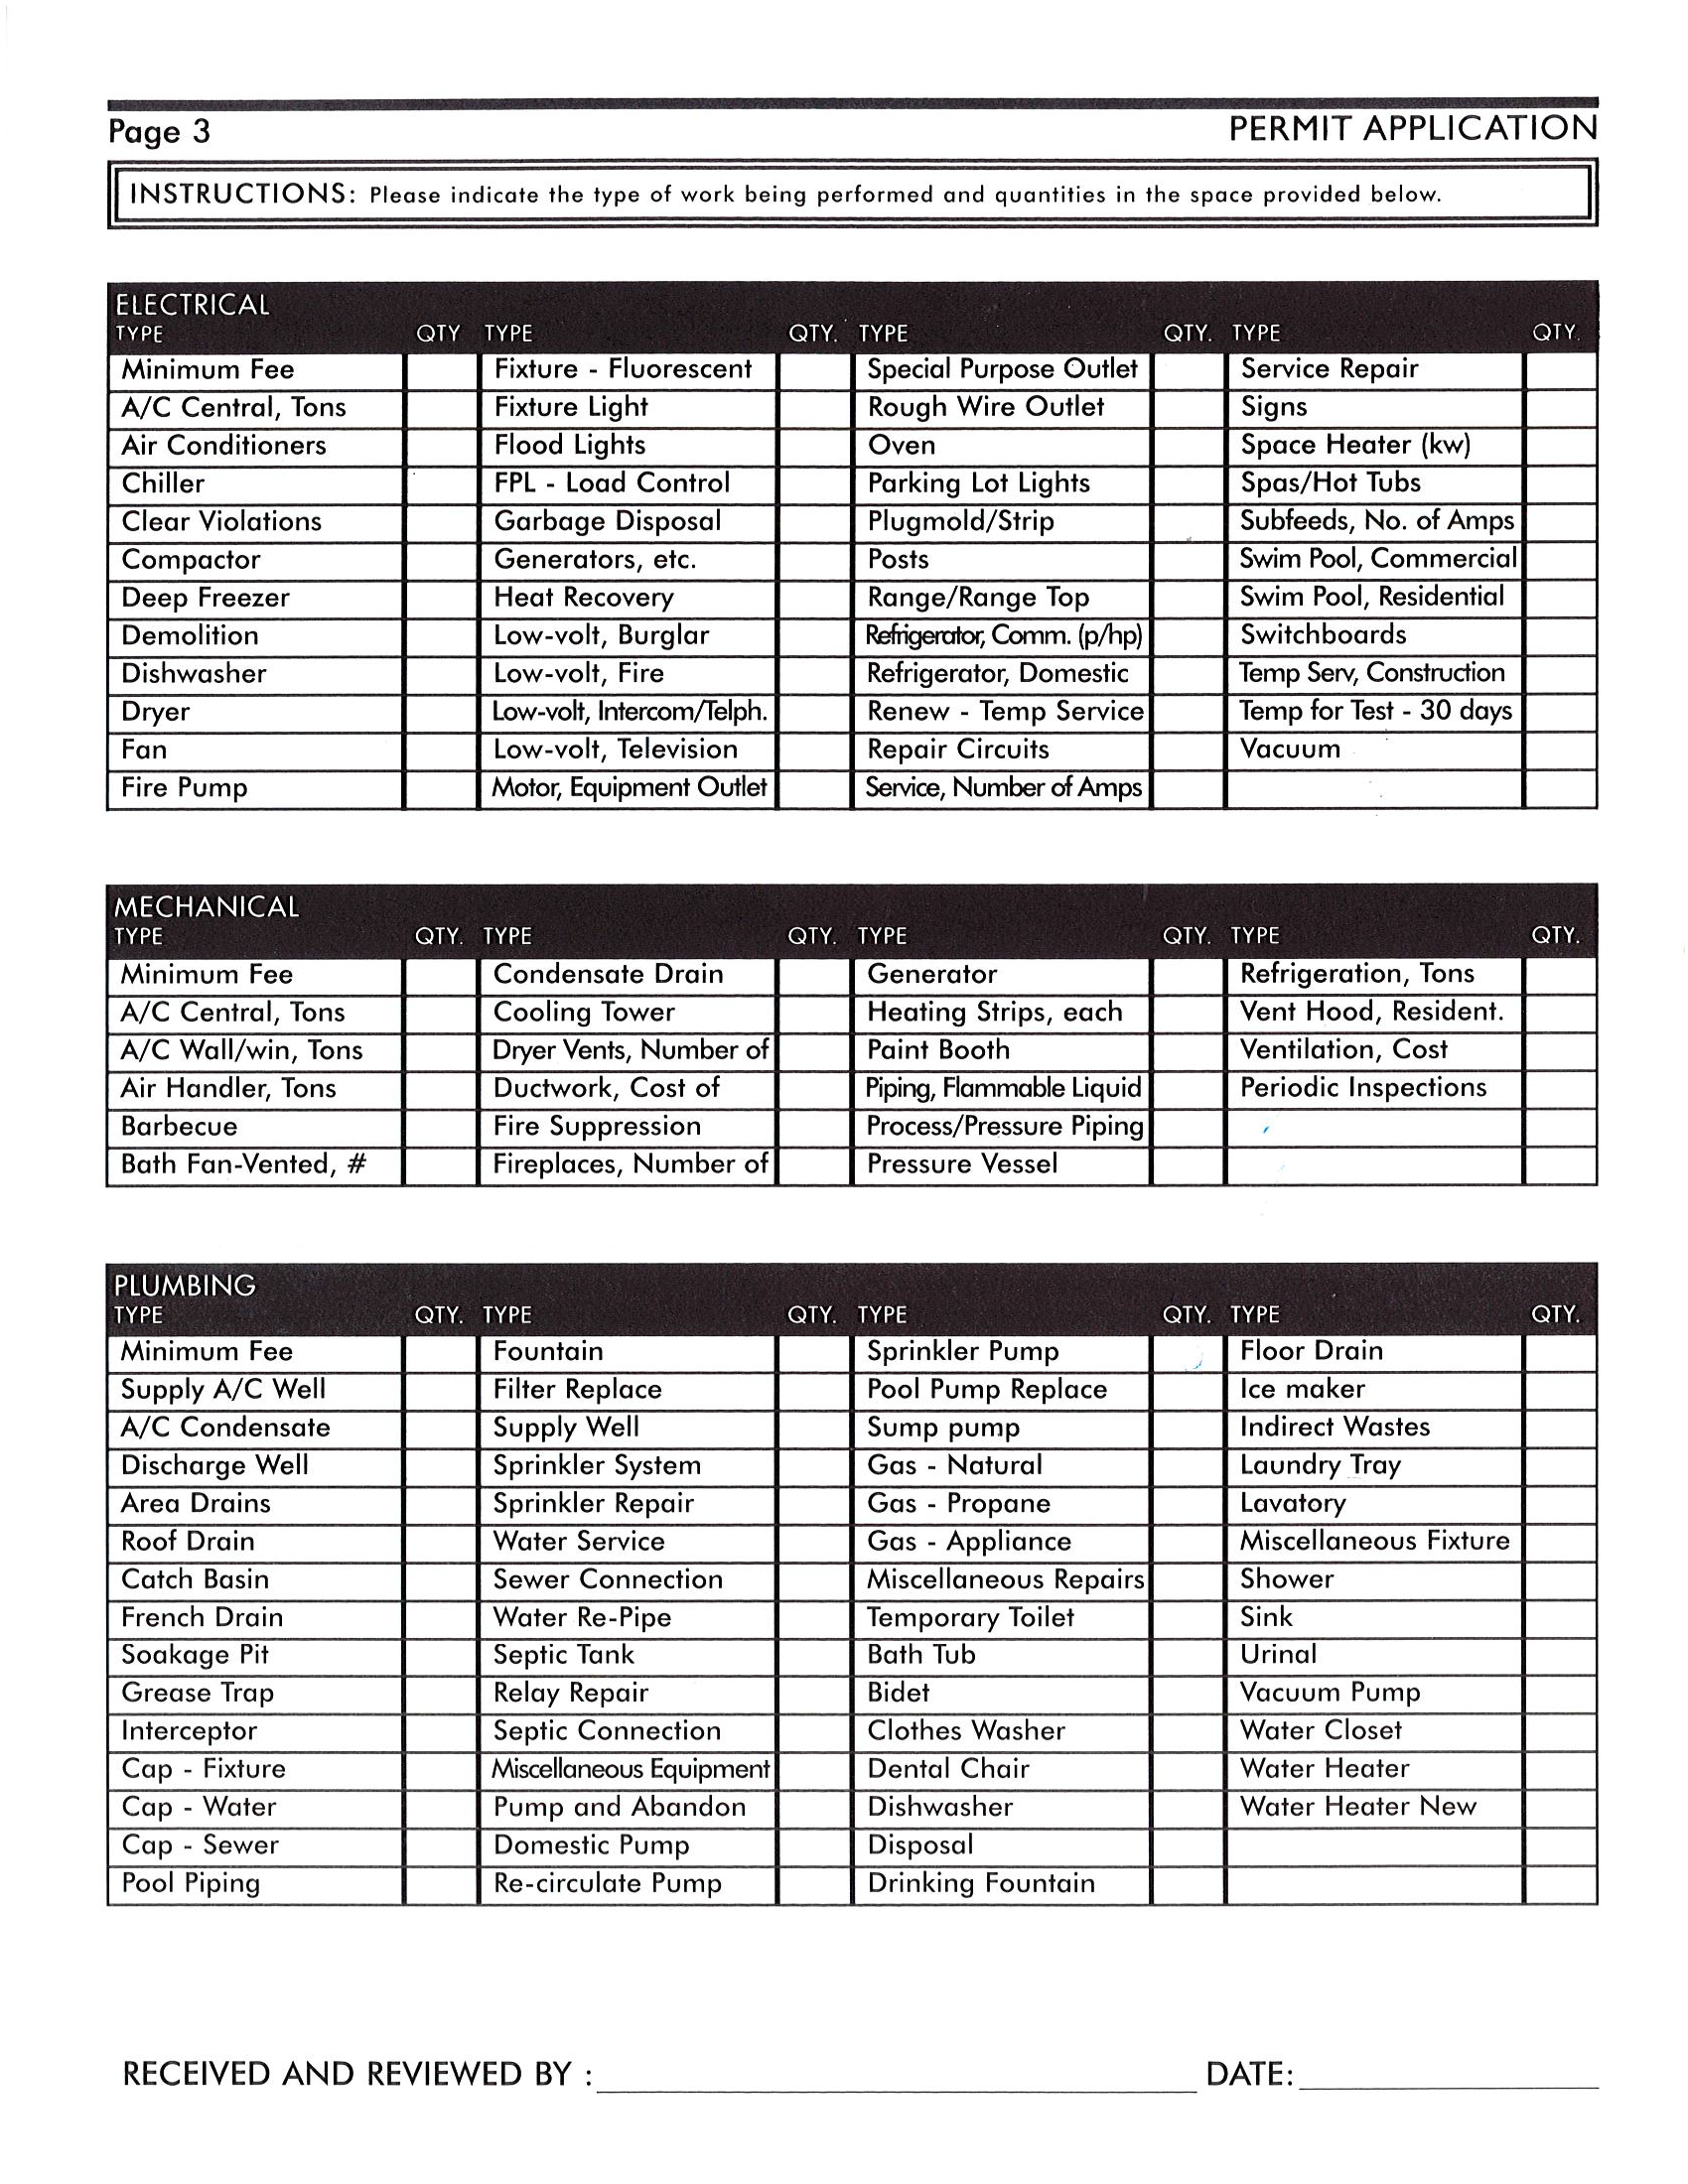 Page 3 PERMIT APPLICATION
INSTRUCTIONS: Please indicate the type of work being performed and quantities in the space provided below.
ELECTRICAL
TYPE QTY TYPE QTY. TYPE QTY. TYPE QTY.
Minimum Fee Fixture - Fluorescent Special Purpose Outlet Service Repair
A/C Central, Tons Fixture Light Rough Wire Outlet Signs
Air Conditioners Flood Lights Oven Space Heater (kw)
Chiller FPL - Load Control Parking Lot Lights Spas/Hot Tubs
Clear Violations Garbage Disposal Plugmold/Strip Subfeeds, No. of Amps
Compactor Generators, etc. Posts Swim Pool, Commercial
Deep Freezer Heat Recovery Range/Range Top Swim Pool, Residential
Demolition Low-volt, Burglar Refrigerator, Comm. (p/hp) Switchboards
Dishwasher Low-volt, Fire Refrigerator, Domestic Temp Serv, Construction
Dryer Low-volt, Intercom/Telph. Renew - Temp Service Temp for Test - 30 days
Fan Low-volt, Television Repair Circuits Vacuum
Fire Pump Motor, Equipment Outlet Service, Number of Amps
MECHANICAL
TYPE QTY. TYPE QTY. TYPE QTY. TYPE QTY.
Minimum Fee Condensate Drain Generator Refrigeration, Tons
A/C Central, Tons Cooling Tower Heating Strips, each Vent Hood, Resident.
A/C Wall/win, Tons Dryer Vents, Number of Paint Booth Ventilation, Cost
Air Handler, Tons Ductwork, Cost of Piping, Flammable Liquid Periodic Inspections
Barbecue Fire Suppression Process/Pressure Piping
Bath Fan-Vented, # Fireplaces, Number of Pressure Vessel
PLUMBING
TYPE QTY. TYPE QTY. TYPE QTY. TYPE QTY.
Minimum Fee Fountain Sprinkler Pump Floor Drain
Supply A/C Well Filter Replace Pool Pump Replace Ice maker
A/C Condensate Supply Well Sump pump Indirect Wastes
Discharge Well Sprinkler System Gas - Natural Laundry Tray
Area Drains Sprinkler Repair Gas - Propane Lavatory
Roof Drain Water Service Gas - Appliance Miscellaneous Fixture
Catch Basin Sewer Connection Miscellaneous Repairs Shower
French Drain Water Re-Pipe Temporary Toilet Sink
Soakage Pit Septic Tank Bath Tub Urinal
Grease Trap Relay Repair Bidet Vacuum Pump
Interceptor Septic Connection Clothes Washer Water Closet
Cap - Fixture Miscellaneous Equipment Dental Chair Water Heater
Cap - Water Pump and Abandon Dishwasher Water Heater New
Cap - Sewer Domestic Pump Disposal
Pool Piping Re-circulate Pump Drinking Fountain
RECEIVED AND REVIEWED BY : DATE: